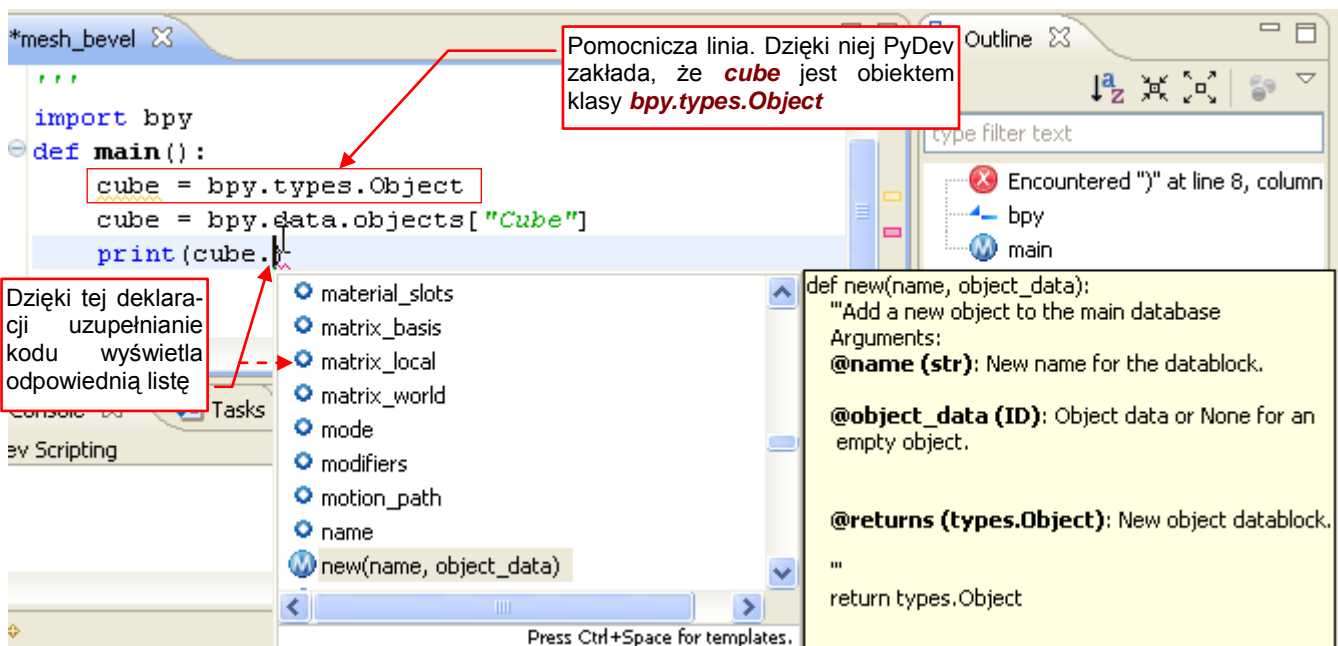 *mesh_bevel
'''
import bpy
def main():
cube = bpy.types.Object
cube = bpy.data.objects["Cube"]
print(cube.)
Pomocnicza linia. Dzięki niej PyDev
zakłada, że cube jest obiektem
klasy bpy.types.Object
Dzięki tej deklara-
cji uzupełnianie
kodu wyświetla
odpowiednią listę
Outline
type filter text
Encountered ")" at line 8, column
bpy
main
Console
Tasks
ev Scripting
material_slots
matrix_basis
matrix_local
matrix_world
mode
modifiers
motion_path
name
new(name, object_data)
Press Ctrl+Space for templates.
def new(name, object_data):
'''Add a new object to the main database
Arguments:
@name (str): New name for the datablock.
@object_data (ID): Object data or None for an
empty object.
@returns (types.Object): New object datablock.
'''
return types.Object